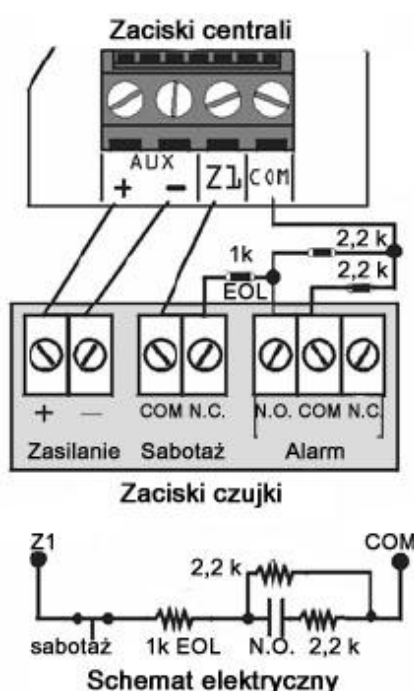 Zaciski centrali
AUX
+ − Z1 COM
2,2 k
1k
2,2 k
EOL
+ — COM N.C. N.O. COM N.C.
Zasilanie Sabotaż Alarm
Zaciski czujki
Z1 COM
2,2 k
sabotaż 1k EOL N.O. 2,2 k
Schemat elektryczny